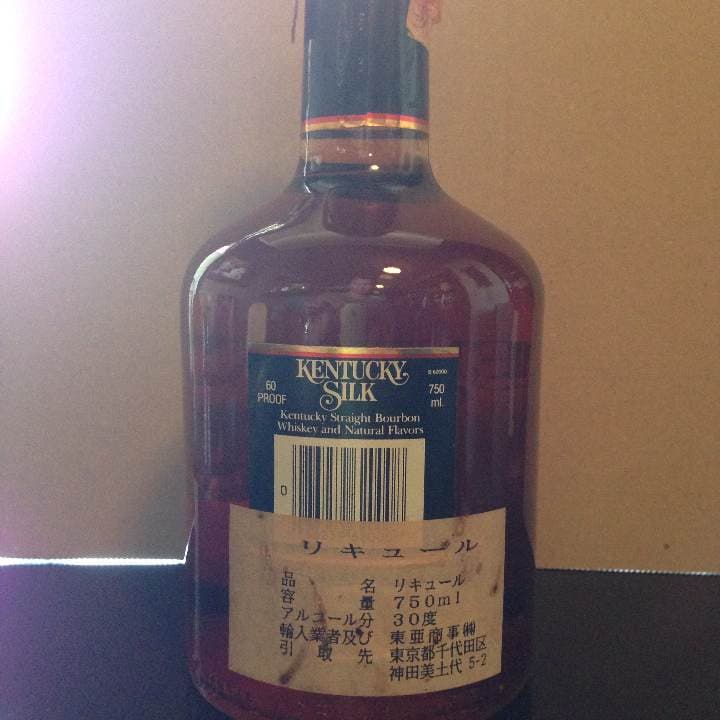 KENTUCKY
SILK
60
PROOF
750
ml.
Kentucky Straight Bourbon
Whiskey and Natural Flavors
0
リキュール
品名 リキュール
容量 750ml
アルコール分 30度
輸入業者及び 東亜商事㈱
引取先 東京都千代田区
神田美土代 5-2